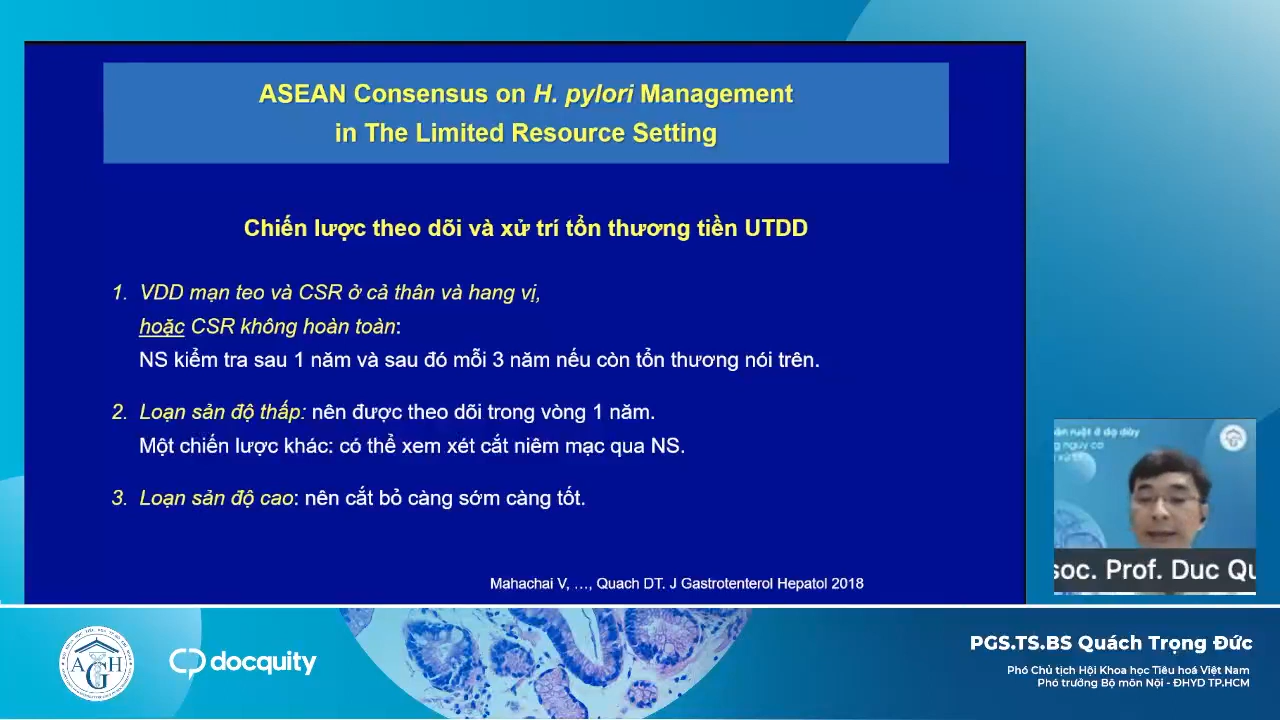 ASEAN Consensus on H. pylori Management
in The Limited Resource Setting
Chiến lược theo dõi và xử trí tổn thương tiền UTDD
1. VDD mạn teo và CSR ở cả thân và hang vị,
hoặc CSR không hoàn toàn:
NS kiểm tra sau 1 năm và sau đó mỗi 3 năm nếu còn tổn thương nói trên.
2. Loạn sản độ thấp: nên được theo dõi trong vòng 1 năm.
Một chiến lược khác: có thể xem xét cắt niêm mạc qua NS.
3. Loạn sản độ cao: nên cắt bỏ càng sớm càng tốt.
Mahachai V, …, Quach DT. J Gastrotenterol Hepatol 2018
ruột ở dạ dày
nguy cơ
soc. Prof. Duc Qu
AGH
docquity
PGS.TS.BS Quách Trọng Đức
Phó Chủ tịch Hội Khoa học Tiêu hoá Việt Nam
Phó trưởng Bộ môn Nội - ĐHYD TP.HCM